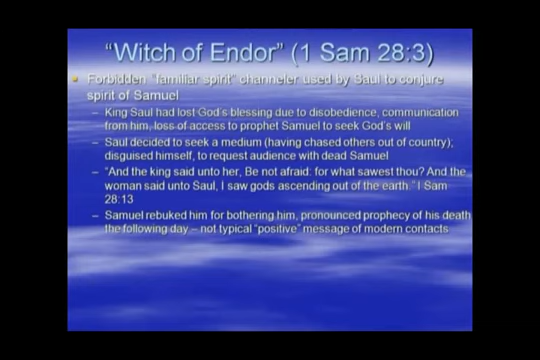 “Witch of Endor” (1 Sam 28:3)
Forbidden “familiar spirit” channeler used by Saul to conjure
spirit of Samuel
– King Saul had lost God’s blessing due to disobedience, communication
from him, loss of access to prophet Samuel to seek God’s will
– Saul decided to seek a medium (having chased others out of country);
disguised himself, to request audience with dead Samuel
– “And the king said unto her, Be not afraid: for what sawest thou? And the
woman said unto Saul, I saw gods ascending out of the earth.” I Sam
28:13
– Samuel rebuked him for bothering him, pronounced prophecy of his death
the following day – not typical “positive” message of modern contacts